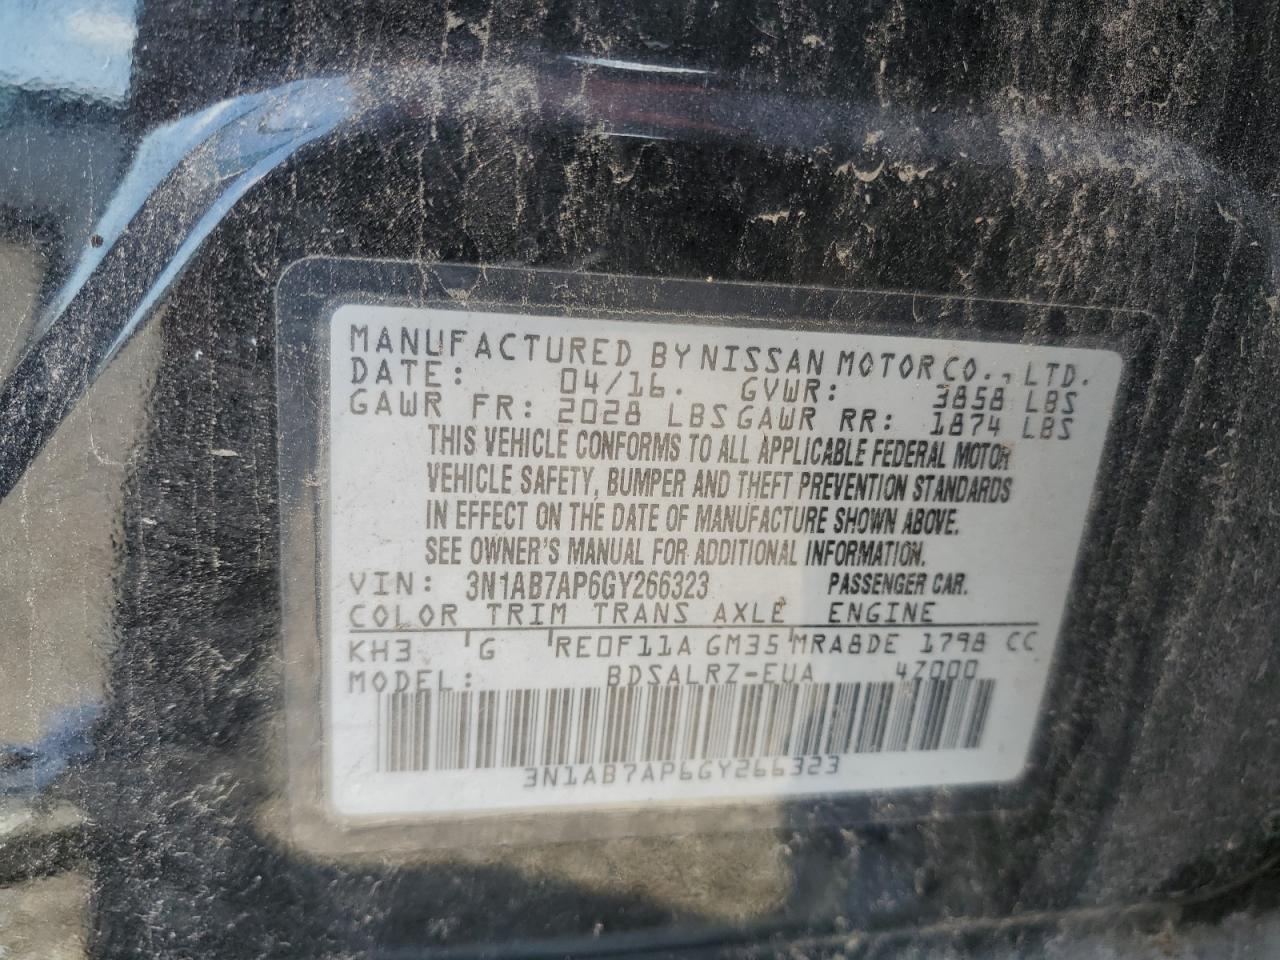 MANUFACTURED BY NISSAN MOTOR CO., LTD.
DATE: 04/16. GVWR: 3858 LBS
GAWR FR: 2028 LBS GAWR RR: 1874 LBS
THIS VEHICLE CONFORMS TO ALL APPLICABLE FEDERAL MOTOR
VEHICLE SAFETY, BUMPER AND THEFT PREVENTION STANDARDS
IN EFFECT ON THE DATE OF MANUFACTURE SHOWN ABOVE.
SEE OWNER'S MANUAL FOR ADDITIONAL INFORMATION.
VIN: 3N1AB7AP6GY266323 PASSENGER CAR.
COLOR TRIM TRANS AXLE ENGINE
KH3 G RE0F11A GM35 MRA8DE 1798 CC
MODEL: BDSALRZ-EUA 4Z000
3N1AB7AP6GY266323